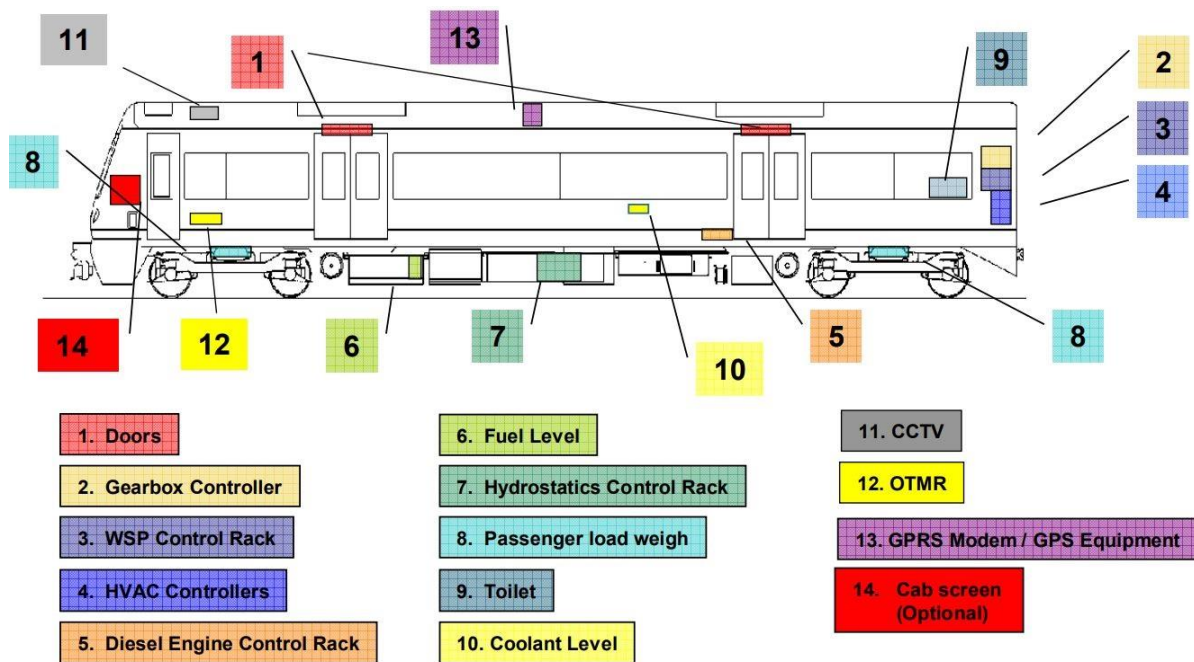 11
1
13
9
2
3
4
8
14
12
6
7
10
5
8
1. Doors
2. Gearbox Controller
3. WSP Control Rack
4. HVAC Controllers
5. Diesel Engine Control Rack
6. Fuel Level
7. Hydrostatics Control Rack
8. Passenger load weigh
9. Toilet
10. Coolant Level
11. CCTV
12. OTMR
13. GPRS Modem / GPS Equipment
14. Cab screen
(Optional)